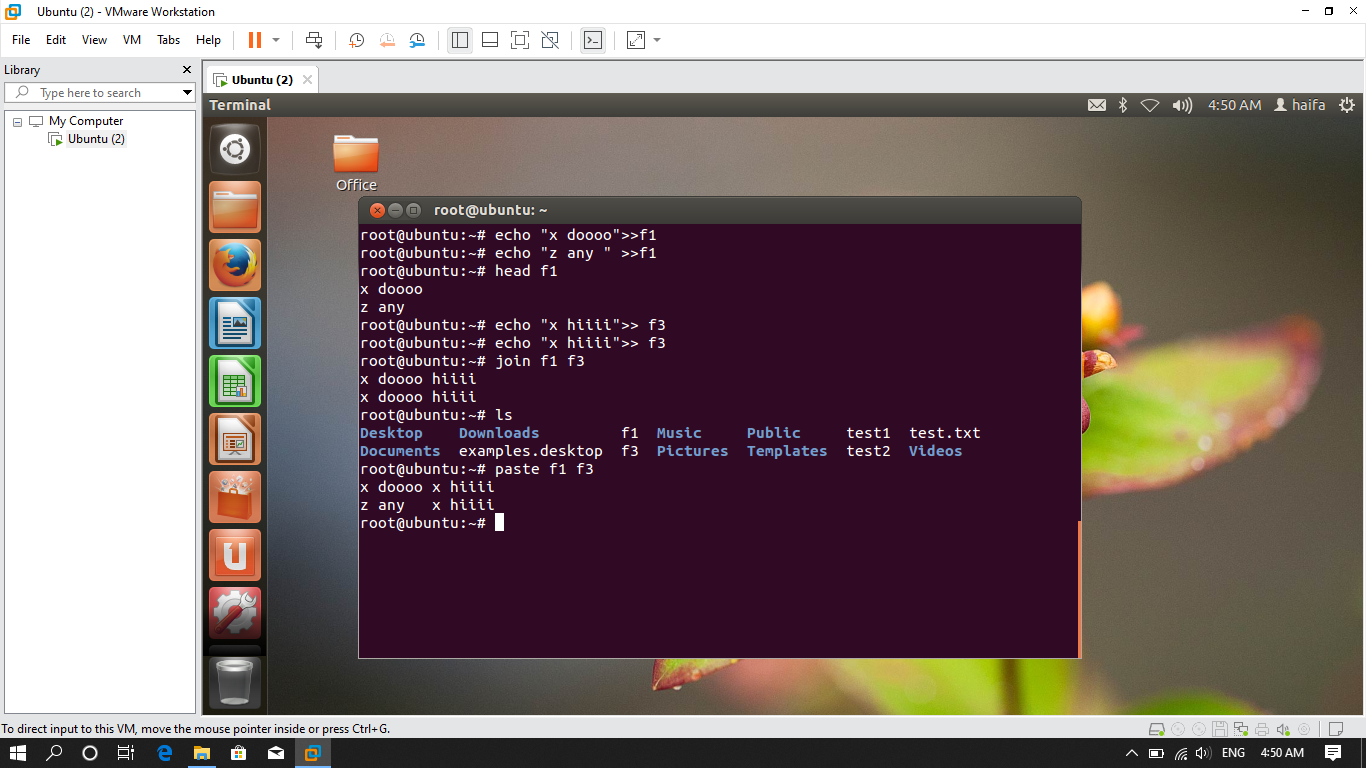 Ubuntu (2) - VMware Workstation
File Edit View VM Tabs Help
Library
Type here to search
My Computer
Ubuntu (2)
Ubuntu (2)
Terminal 4:50 AM haifa
Office
root@ubuntu: ~
root@ubuntu:~# echo "x doooo">>f1
root@ubuntu:~# echo "z any " >>f1
root@ubuntu:~# head f1
x doooo
z any
root@ubuntu:~# echo "x hiiii">> f3
root@ubuntu:~# echo "x hiiii">> f3
root@ubuntu:~# join f1 f3
x doooo hiiii
x doooo hiiii
root@ubuntu:~# ls
Desktop Downloads f1 Music Public test1 test.txt
Documents examples.desktop f3 Pictures Templates test2 Videos
root@ubuntu:~# paste f1 f3
x doooo x hiiii
z any x hiiii
root@ubuntu:~#
To direct input to this VM, move the mouse pointer inside or press Ctrl+G.
ENG 4:50 AM